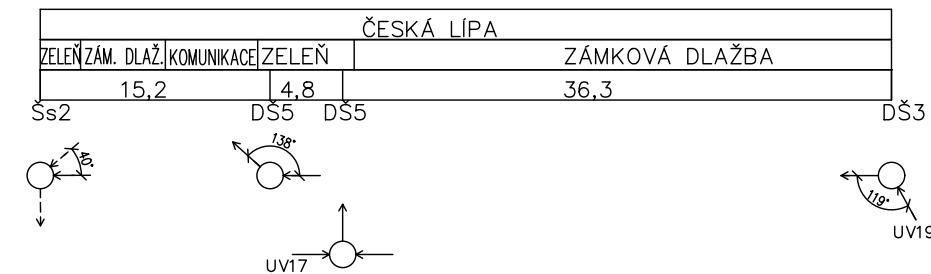 ČESKÁ LÍPA
ZELEŇ ZÁM. DLAŽ. KOMUNIKACE ZELEŇ ZÁMKOVÁ DLAŽBA
15,2 4,8 36,3
Šs2 DŠ5 DŠ5 DŠ3
40°
138°
119°
UV19
UV17